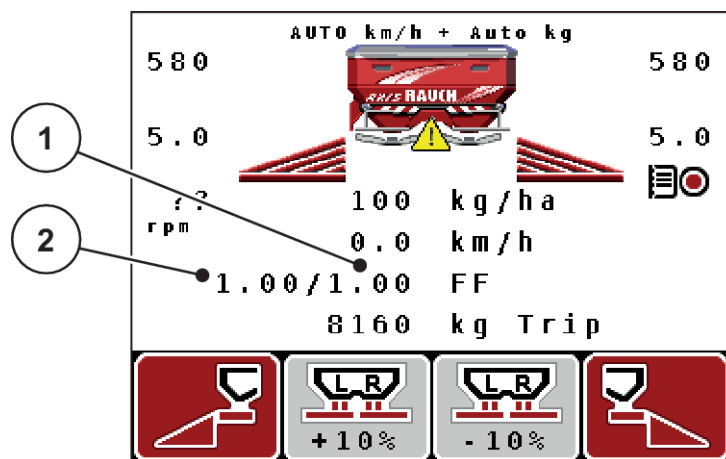 AUTO km/h + Auto kg
580
580
AXIS RAUCH
1
5.0
5.0
??
rpm
100 kg/ha
2
0.0 km/h
1.00/1.00 FF
8160 kg Trip
L R
+10%
L R
-10%